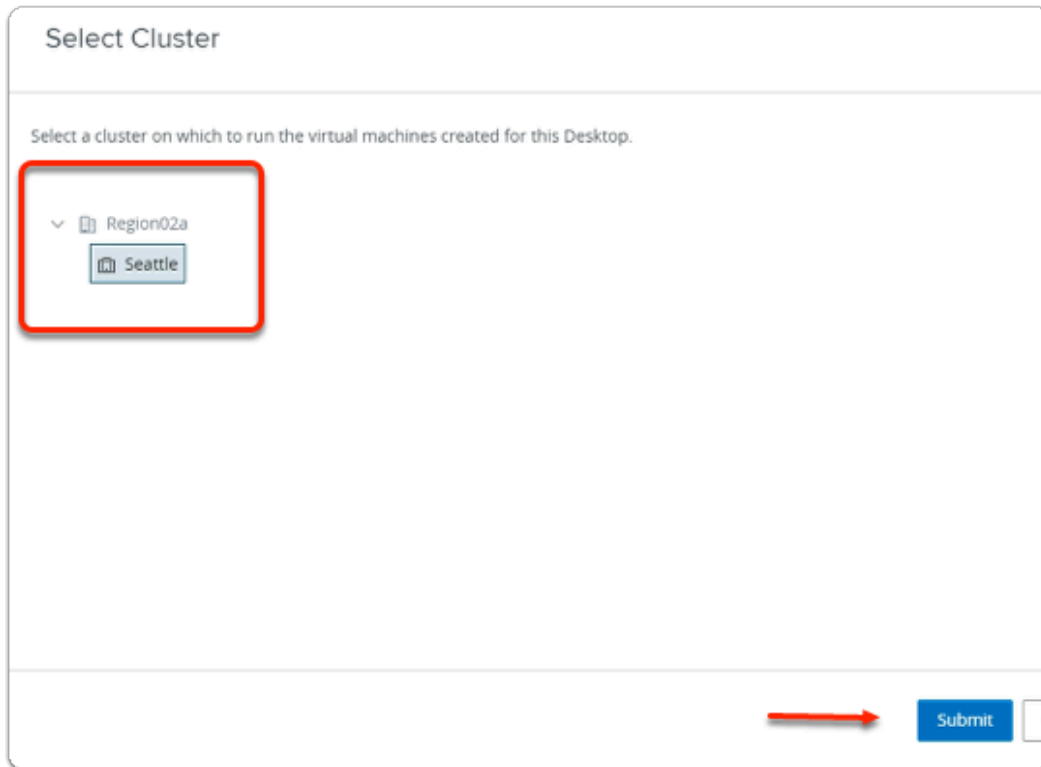 Select Cluster
Select a cluster on which to run the virtual machines created for this Desktop.
Region02a
Seattle
Submit